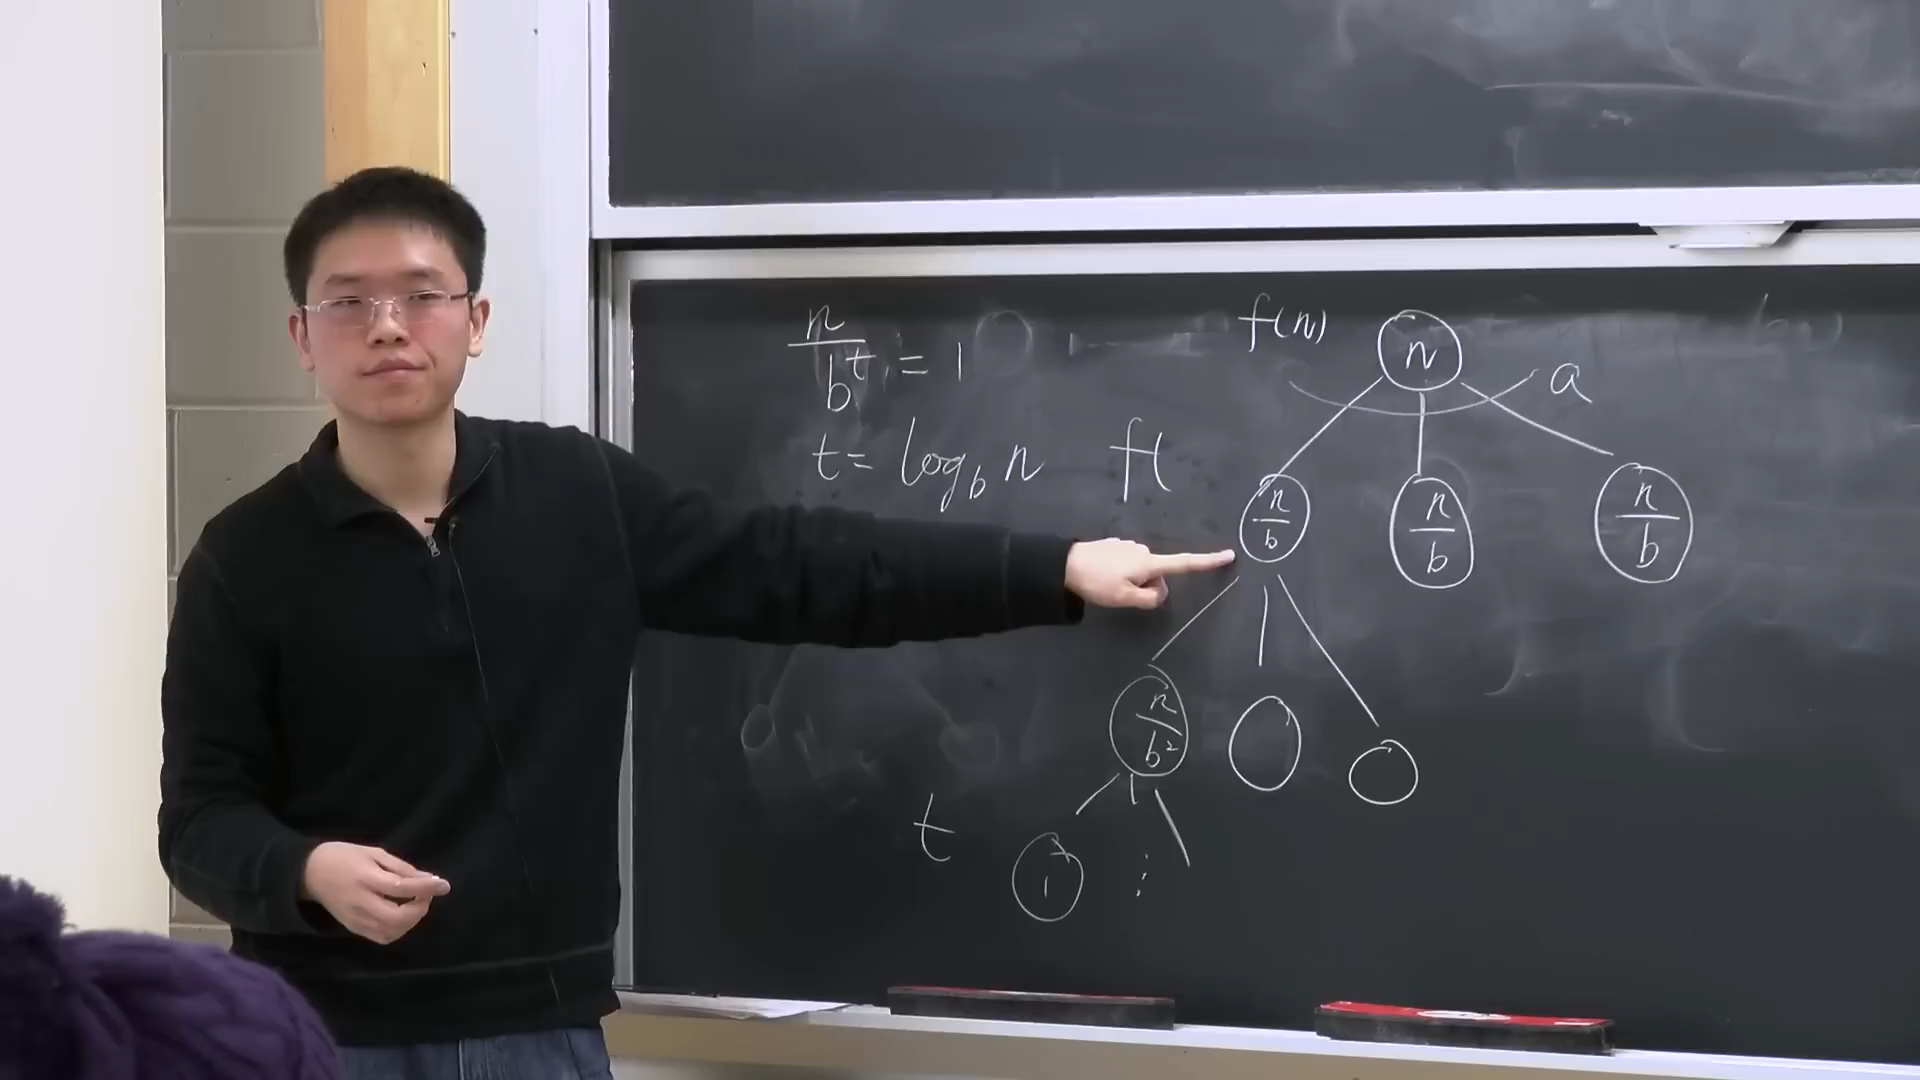 n/b^t = 1
t = log_b n
f(n)
n
a
f(
n/b
n/b
n/b
n/b²
t
1
⋮